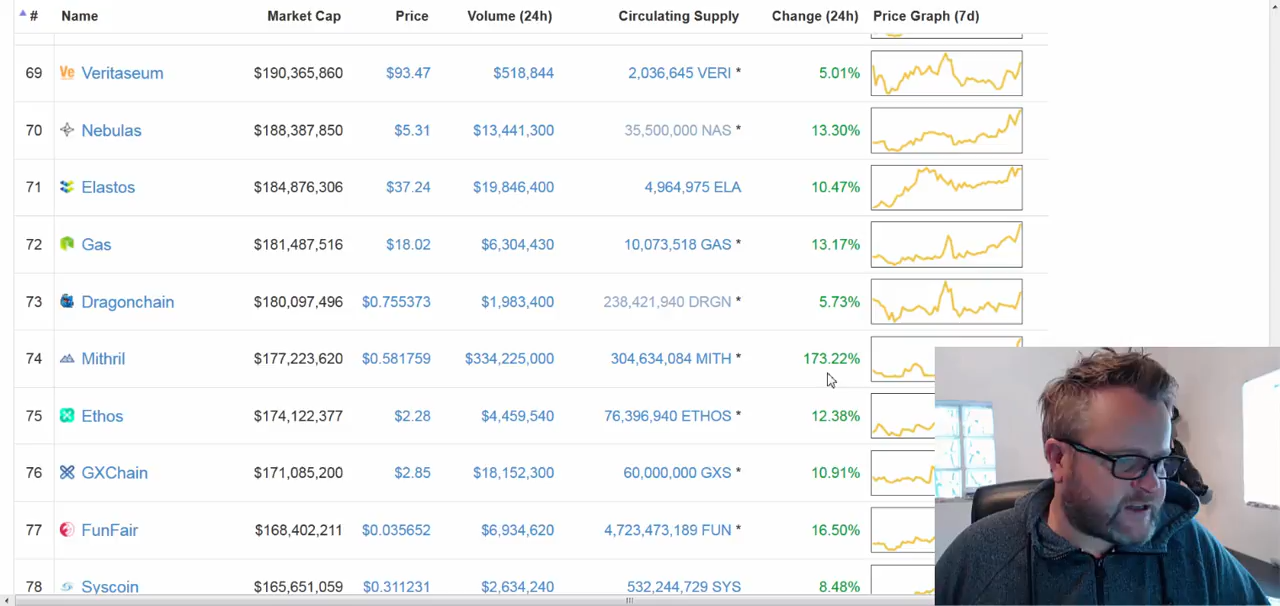 # Name Market Cap Price Volume (24h) Circulating Supply Change (24h) Price Graph (7d)
69 Veritaseum $190,365,860 $93.47 $518,844 2,036,645 VERI * 5.01%
70 Nebulas $188,387,850 $5.31 $13,441,300 35,500,000 NAS * 13.30%
71 Elastos $184,876,306 $37.24 $19,846,400 4,964,975 ELA 10.47%
72 Gas $181,487,516 $18.02 $6,304,430 10,073,518 GAS * 13.17%
73 Dragonchain $180,097,496 $0.755373 $1,983,400 238,421,940 DRGN * 5.73%
74 Mithril $177,223,620 $0.581759 $334,225,000 304,634,084 MITH * 173.22%
75 Ethos $174,122,377 $2.28 $4,459,540 76,396,940 ETHOS * 12.38%
76 GXChain $171,085,200 $2.85 $18,152,300 60,000,000 GXS * 10.91%
77 FunFair $168,402,211 $0.035652 $6,934,620 4,723,473,189 FUN * 16.50%
78 Syscoin $165,651,059 $0.311231 $2,634,240 532,244,729 SYS 8.48%